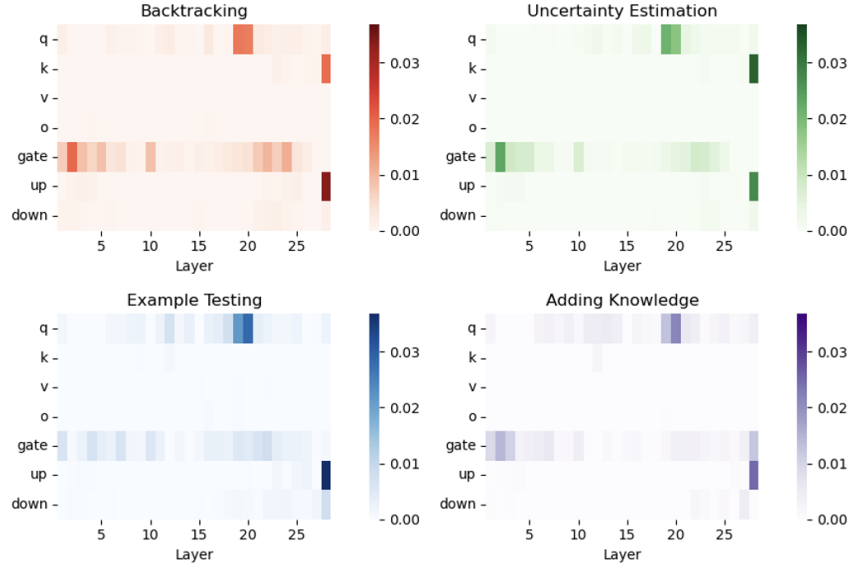 Backtracking
q
k
v
o
gate
up
down
5 10 15 20 25
Layer
0.03
0.02
0.01
0.00
Uncertainty Estimation
q
k
v
o
gate
up
down
5 10 15 20 25
Layer
0.03
0.02
0.01
0.00
Example Testing
q
k
v
o
gate
up
down
5 10 15 20 25
Layer
0.03
0.02
0.01
0.00
Adding Knowledge
q
k
v
o
gate
up
down
5 10 15 20 25
Layer
0.03
0.02
0.01
0.00